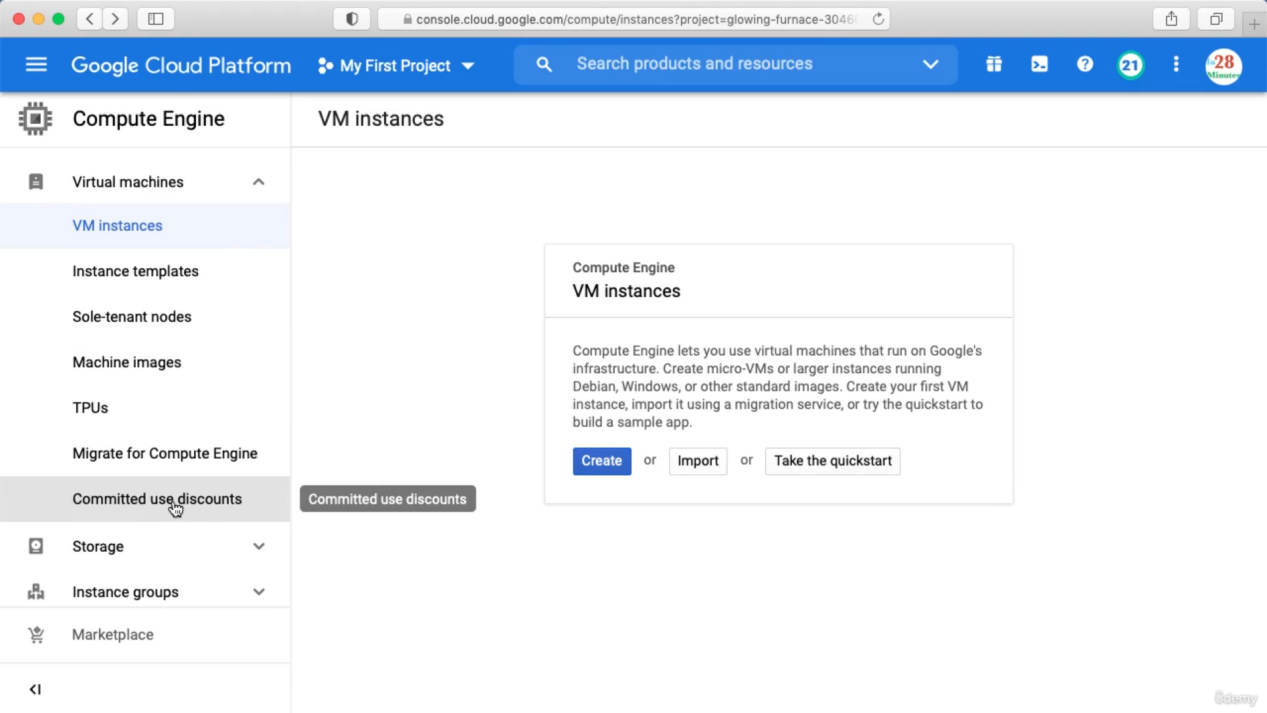 console.cloud.google.com/compute/instances?project=glowing-furnace-3046
Google Cloud Platform
My First Project
Search products and resources
21
in28
Minutes
Compute Engine
VM instances
Virtual machines
VM instances
Instance templates
Sole-tenant nodes
Machine images
TPUs
Migrate for Compute Engine
Committed use discounts
Committed use discounts
Storage
Instance groups
Marketplace
Compute Engine
VM instances
Compute Engine lets you use virtual machines that run on Google's
infrastructure. Create micro-VMs or larger instances running
Debian, Windows, or other standard images. Create your first VM
instance, import it using a migration service, or try the quickstart to
build a sample app.
Create or Import or Take the quickstart
ûdemy